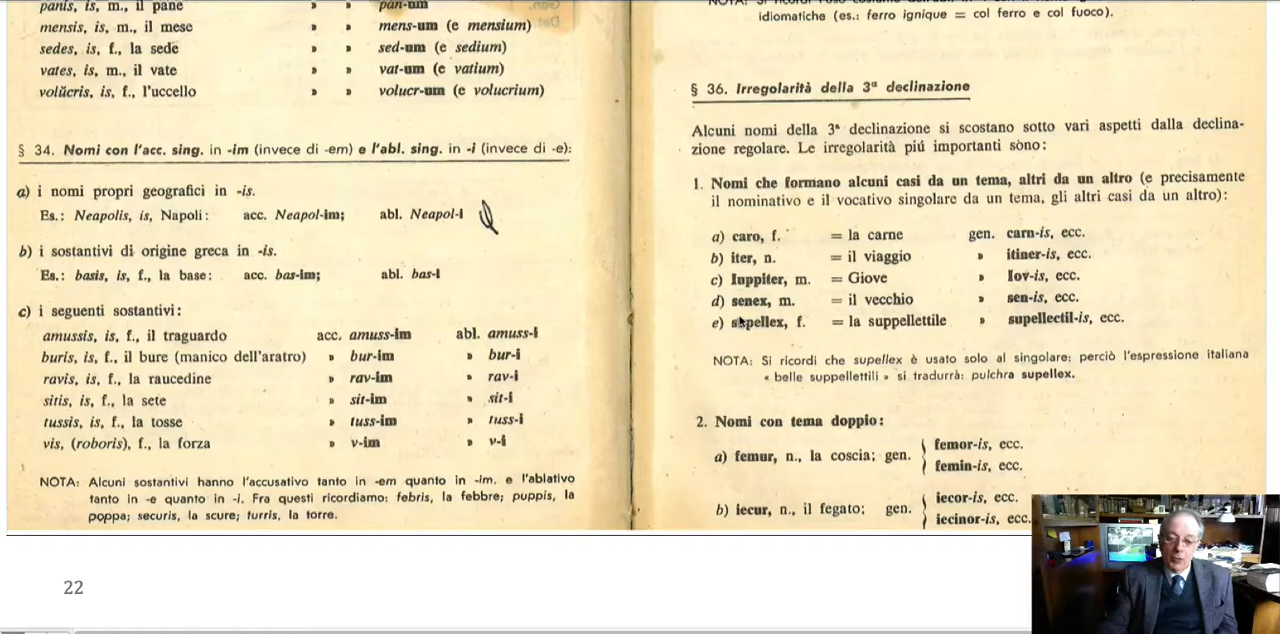 panis, is, m., il pane » » pan-um
mensis, is, m., il mese » » mens-um (e mensium)
sedes, is, f., la sede » » sed-um (e sedium)
vates, is, m., il vate » » vat-um (e vatium)
volŭcris, is, f., l'uccello » » volucr-um (e volucrium)
§ 34. Nomi con l'acc. sing. in -im (invece di -em) e l'abl. sing. in -i (invece di -e):
a) i nomi propri geografici in -is.
Es.: Neapolis, is, Napoli: acc. Neapol-im; abl. Neapol-i
b) i sostantivi di origine greca in -is.
Es.: basis, is, f., la base: acc. bas-im; abl. bas-i
c) i seguenti sostantivi:
amussis, is, f., il traguardo acc. amuss-im abl. amuss-i
buris, is, f., il bure (manico dell'aratro) » bur-im » bur-i
ravis, is, f., la raucedine » rav-im » rav-i
sitis, is, f., la sete » sit-im » sit-i
tussis, is, f., la tosse » tuss-im » tuss-i
vis, (roboris), f., la forza » v-im » v-i
NOTA: Alcuni sostantivi hanno l'accusativo tanto in -em quanto in -im, e l'ablativo
tanto in -e quanto in -i. Fra questi ricordiamo: febris, la febbre; puppis, la
poppa; securis, la scure; turris, la torre.
22
idiomatiche (es.: ferro ignique = col ferro e col fuoco).
§ 36. Irregolarità della 3ª declinazione
Alcuni nomi della 3ª declinazione si scostano sotto vari aspetti dalla declina-
zione regolare. Le irregolarità piú importanti sono:
1. Nomi che formano alcuni casi da un tema, altri da un altro (e precisamente
il nominativo e il vocativo singolare da un tema, gli altri casi da un altro):
a) caro, f. = la carne gen. carn-is, ecc.
b) iter, n. = il viaggio » itiner-is, ecc.
c) Iuppiter, m. = Giove » Iov-is, ecc.
d) senex, m. = il vecchio » sen-is, ecc.
e) supellex, f. = la suppellettile » supellectil-is, ecc.
NOTA: Si ricordi che supellex è usato solo al singolare: perciò l'espressione italiana
« belle suppellettili » si tradurrà: pulchra supellex.
2. Nomi con tema doppio:
a) femur, n., la coscia; gen. { femor-is, ecc.
femin-is, ecc.
b) iecur, n., il fegato; gen. { iecor-is, ecc.
iecinor-is, ecc.